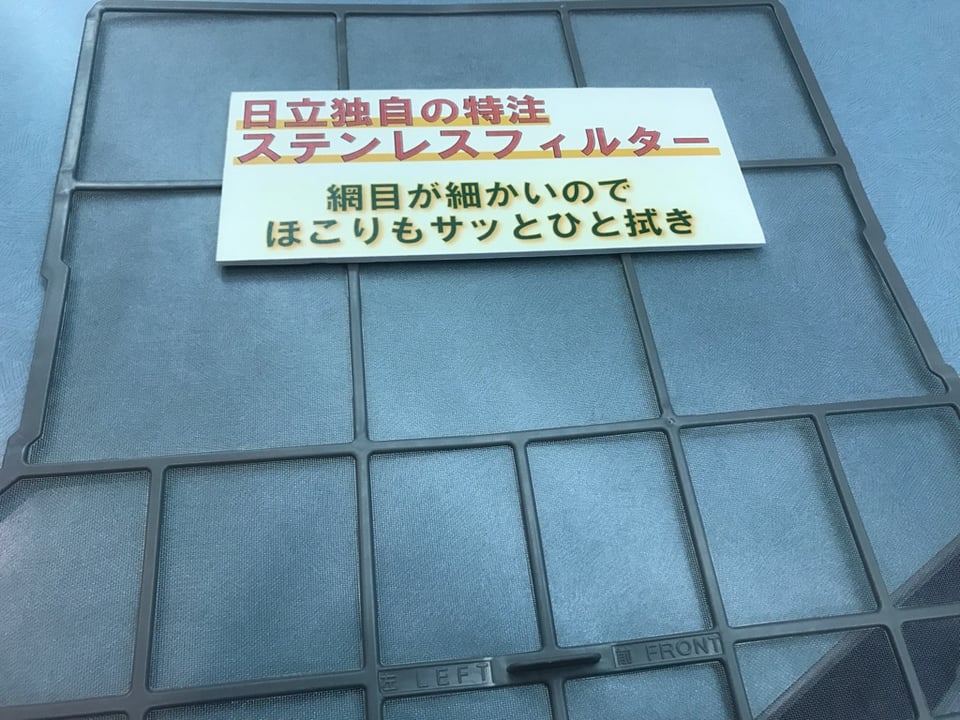 日立独自の特注
ステンレスフィルター
網目が細かいので
ほこりもサッとひと拭き
左 LEFT
前 FRONT